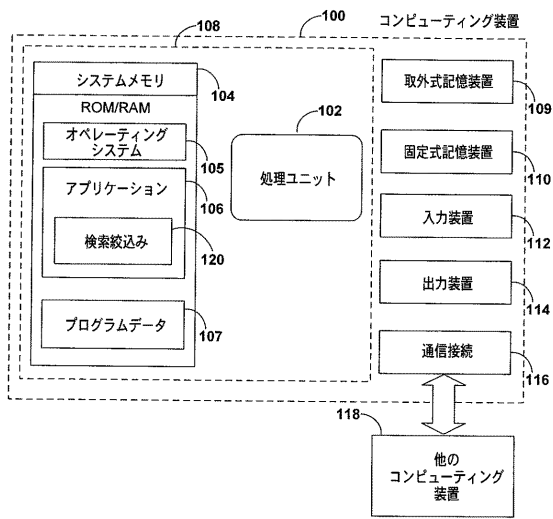 100
コンピューティング装置
108
システムメモリ
104
ROM/RAM
オペレーティング
システム
105
アプリケーション
106
検索絞込み
120
プログラムデータ
107
102
処理ユニット
取外式記憶装置
109
固定式記憶装置
110
入力装置
112
出力装置
114
通信接続
116
118
他の
コンピューティング
装置